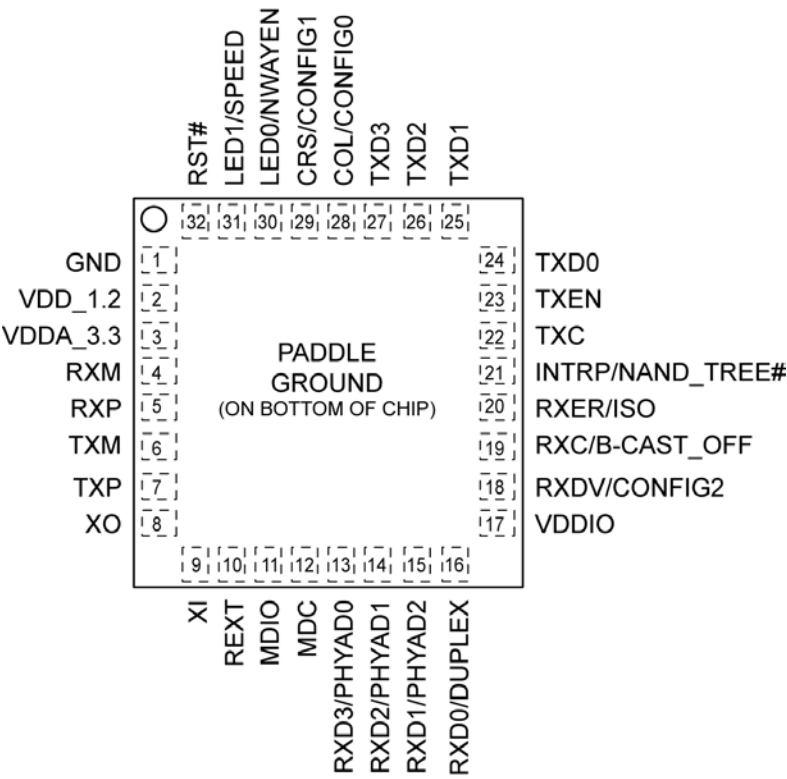 RST#
LED1/SPEED
LED0/NWAYEN
CRS/CONFIG1
COL/CONFIG0
TXD3
TXD2
TXD1
32 31 30 29 28 27 26 25
GND 1
VDD_1.2 2
VDDA_3.3 3
RXM 4
RXP 5
TXM 6
TXP 7
XO 8
PADDLE
GROUND
(ON BOTTOM OF CHIP)
24 TXD0
23 TXEN
22 TXC
21 INTRP/NAND_TREE#
20 RXER/ISO
19 RXC/B-CAST_OFF
18 RXDV/CONFIG2
17 VDDIO
9 10 11 12 13 14 15 16
XI
REXT
MDIO
MDC
RXD3/PHYAD0
RXD2/PHYAD1
RXD1/PHYAD2
RXD0/DUPLEX